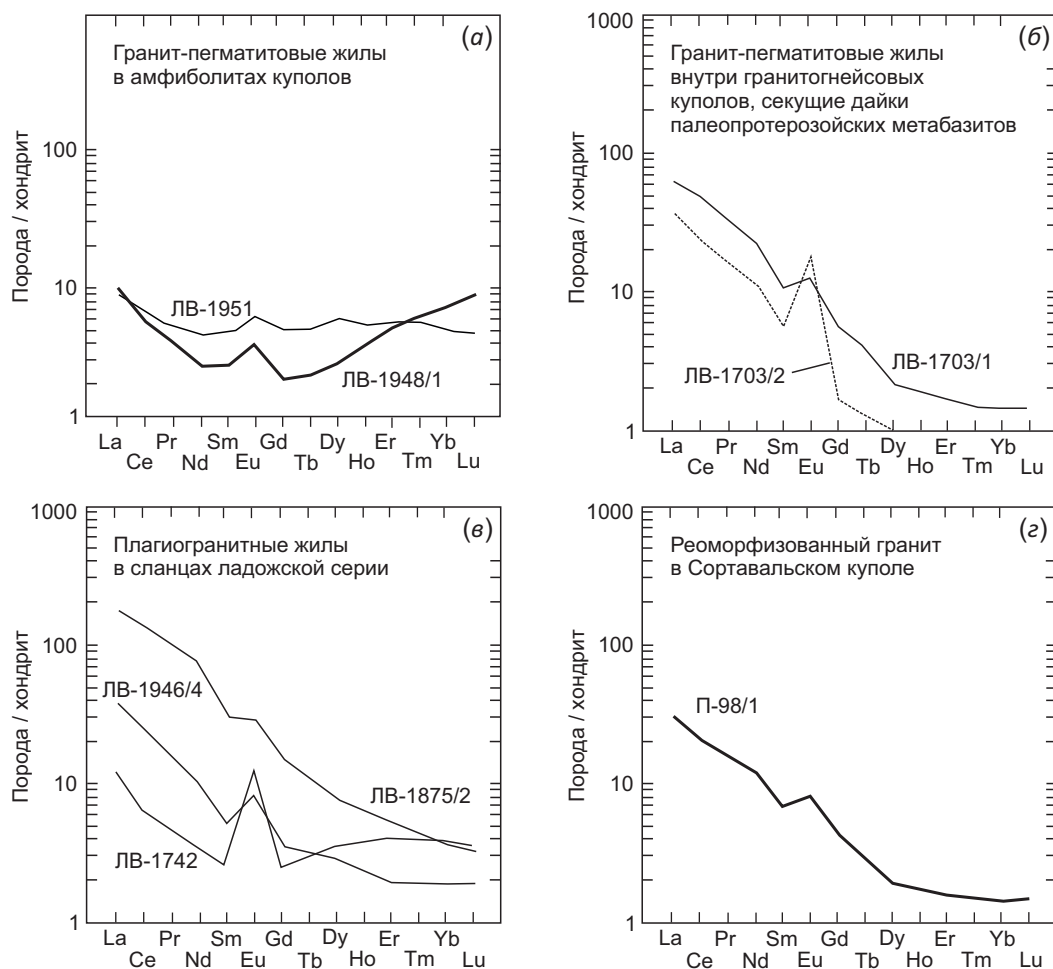 (а)
Гранит-пегматитовые жилы
в амфиболитах куполов
Порода / хондрит
100
10
1
ЛВ-1951
ЛВ-1948/1
La Pr Sm Gd Dy Er Yb
Ce Nd Eu Tb Ho Tm Lu
(б)
Гранит-пегматитовые жилы
внутри гранитогнейсовых
куполов, секущие дайки
палеопротерозойских метабазитов
Порода / хондрит
1000
100
10
1
ЛВ-1703/2
ЛВ-1703/1
La Pr Sm Gd Dy Er Yb
Ce Nd Eu Tb Ho Tm Lu
(в)
Плагиогранитные жилы
в сланцах ладожской серии
Порода / хондрит
1000
100
10
1
ЛВ-1946/4
ЛВ-1875/2
ЛВ-1742
La Pr Sm Gd Dy Er Yb
Ce Nd Eu Tb Ho Tm Lu
(г)
Реоморфизованный гранит
в Сортавальском куполе
Порода / хондрит
1000
100
10
1
П-98/1
La Pr Sm Gd Dy Er Yb
Ce Nd Eu Tb Ho Tm Lu